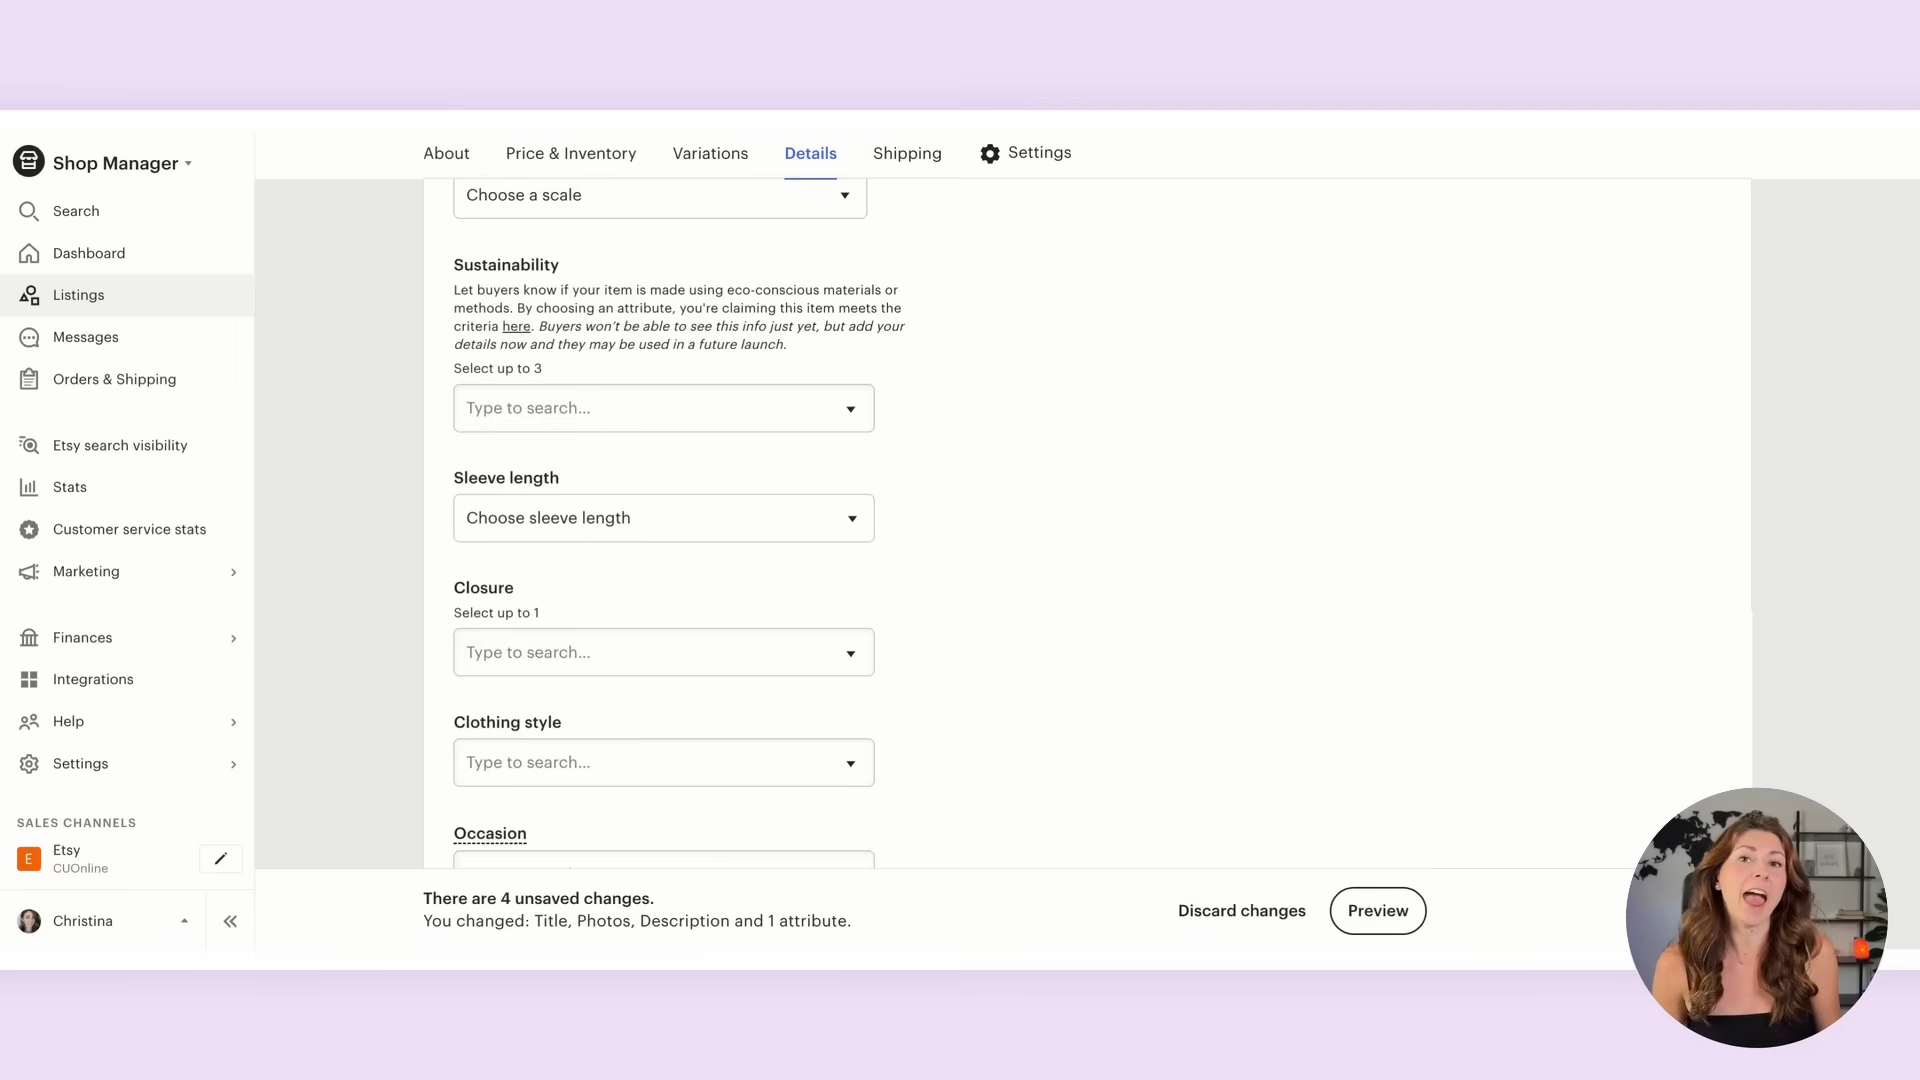 Shop Manager
Search
Dashboard
Listings
Messages
Orders & Shipping
Etsy search visibility
Stats
Customer service stats
Marketing
Finances
Integrations
Help
Settings
SALES CHANNELS
E
Etsy
CUOnline
Christina
About
Price & Inventory
Variations
Details
Shipping
Settings
Choose a scale
Sustainability
Let buyers know if your item is made using eco-conscious materials or
methods. By choosing an attribute, you're claiming this item meets the
criteria here. Buyers won't be able to see this info just yet, but add your
details now and they may be used in a future launch.
Select up to 3
Type to search...
Sleeve length
Choose sleeve length
Closure
Select up to 1
Type to search...
Clothing style
Type to search...
Occasion
There are 4 unsaved changes.
You changed: Title, Photos, Description and 1 attribute.
Discard changes
Preview